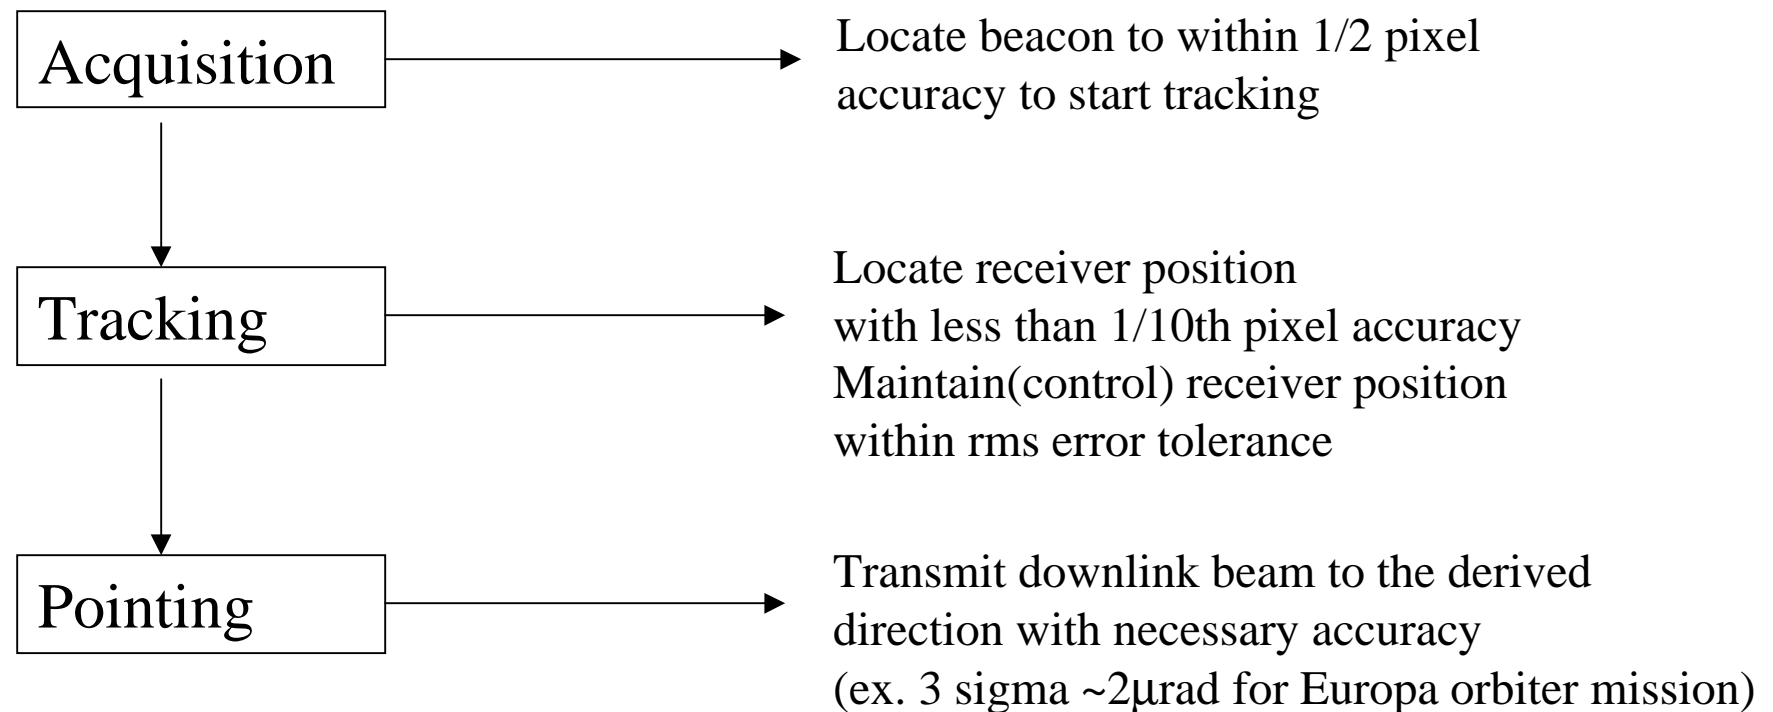 Acquisition
Locate beacon to within 1/2 pixel
accuracy to start tracking
Tracking
Locate receiver position
with less than 1/10th pixel accuracy
Maintain(control) receiver position
within rms error tolerance
Pointing
Transmit downlink beam to the derived
direction with necessary accuracy
(ex. 3 sigma ~2μrad for Europa orbiter mission)